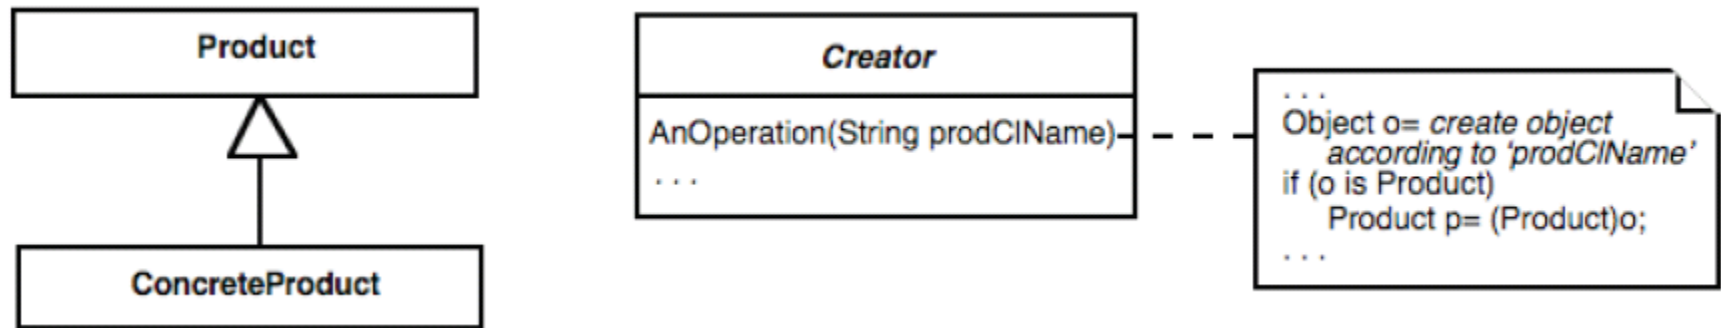 Product
ConcreteProduct
Creator
AnOperation(String prodClName)
. . .
. . .
Object o= create object
according to ‘prodClName’
if (o is Product)
Product p= (Product)o;
. . .